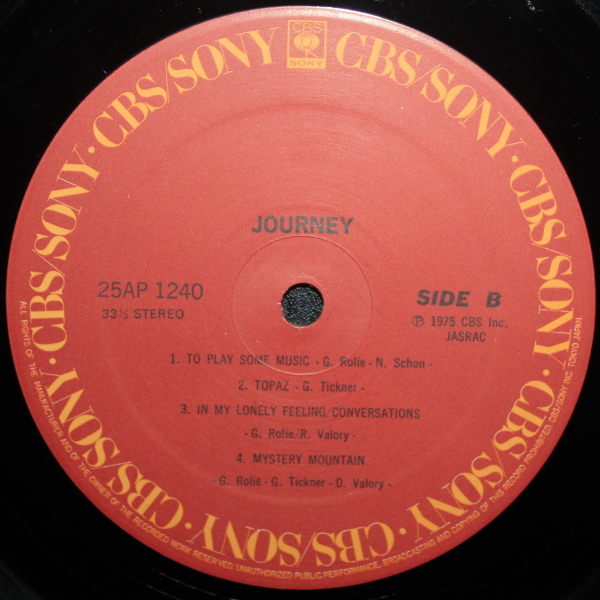 CBS
SONY
CBS/SONY · CBS/SONY · CBS/SONY · CBS/SONY · CBS/SONY · CBS/SONY · CBS/SONY · CBS/SONY
JOURNEY
25AP 1240
33⅓ STEREO
SIDE B
Ⓟ 1975 CBS Inc.
JASRAC
1. TO PLAY SOME MUSIC - G. Rolie - N. Schon -
2. TOPAZ - G. Tickner -
3. IN MY LONELY FEELING/CONVERSATIONS
- G. Rolie/R. Valory -
4. MYSTERY MOUNTAIN
- G. Rolie - G. Tickner - D. Valory -
ALL RIGHTS OF THE MANUFACTURER AND OF THE OWNER OF THE RECORDED WORK RESERVED. UNAUTHORIZED PUBLIC PERFORMANCE, BROADCASTING AND COPYING OF THIS RECORD PROHIBITED. CBS/SONY INC. TOKYO JAPAN.